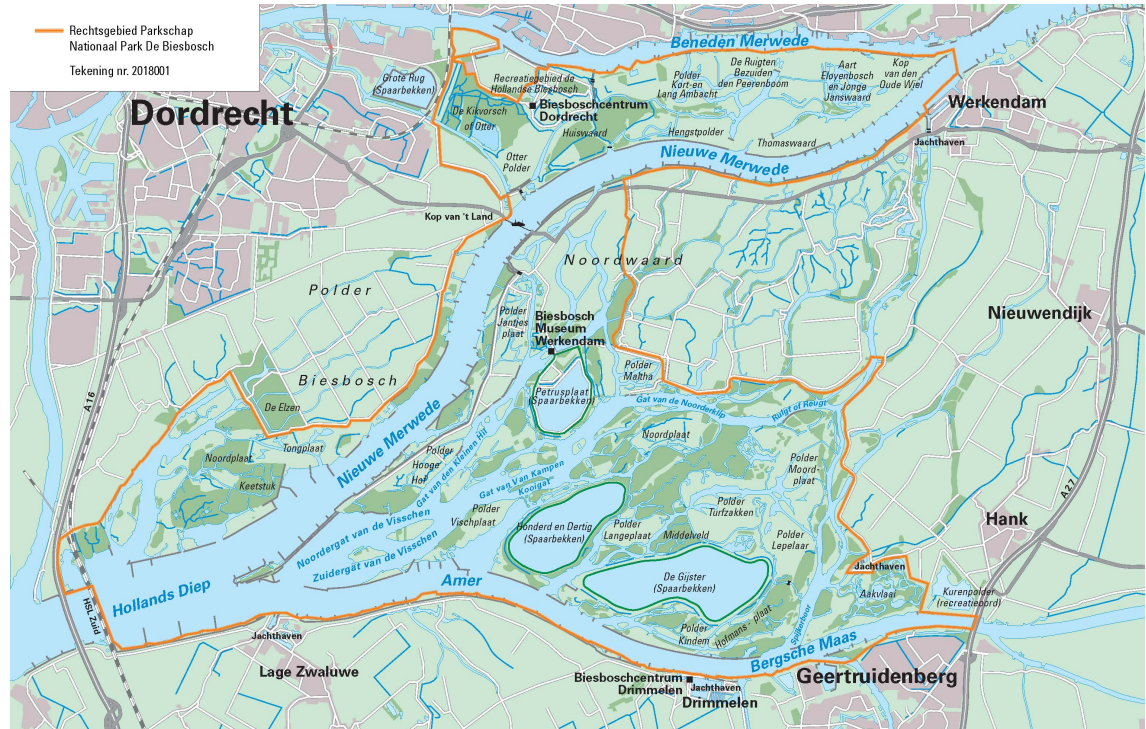 Rechtsgebied Parkschap
Nationaal Park De Biesbosch
Tekening nr. 2018001
Dordrecht
Grote Rug
(Spaarbekken)
Recreatiegebied de
Hollandse Biesbosch
Beneden Merwede
De Ruigten
Bezuiden
den Peerenboom
Polder
Kort-en
Lang Ambacht
Aart
Eloyenbosch
en Jonge
Janswaard
Kop
van den
Oude Wiel
Biesboschcentrum
Dordrecht
De Kikvorsch
of Otter
Huiswaard
Hengstpolder
Thomaswaard
Werkendam
Jachthaven
Otter
Polder
Nieuwe Merwede
Kop van 't Land
Noordwaard
Polder
Biesbosch
Polder
Jantjes
plaat
Biesbosch
Museum
Werkendam
Nieuwendijk
Polder
Maltha
Petrusplaat
(Spaarbekken)
Gat van de Noorderklip
Ruigt of Reugt
A16
De Elzen
Tongplaat
Noordplaat
Keetstuk
Nieuwe Merwede
Polder
Hooge
Hof
Gat van den Kleinen Hil
Noordplaat
Gat van Van Kampen
Kooigat
Polder
Moord-
plaat
Polder
Turfzakken
A27
Hank
Noordergat van de Visschen
Zuidergat van de Visschen
Polder
Vischplaat
Honderd en Dertig
(Spaarbekken)
Polder
Langeplaat
Middelveld
Polder
Lepelaar
Jachthaven
Aakvlaai
Kurenpolder
(recreatieoord)
Hollands Diep
HSL Zuid
Amer
De Gijster
(Spaarbekken)
Polder
Kindem
Hofmans - plaat
Spijkerboor
Bergsche Maas
Jachthaven
Lage Zwaluwe
Biesboschcentrum
Drimmelen
Jachthaven
Drimmelen
Geertruidenberg